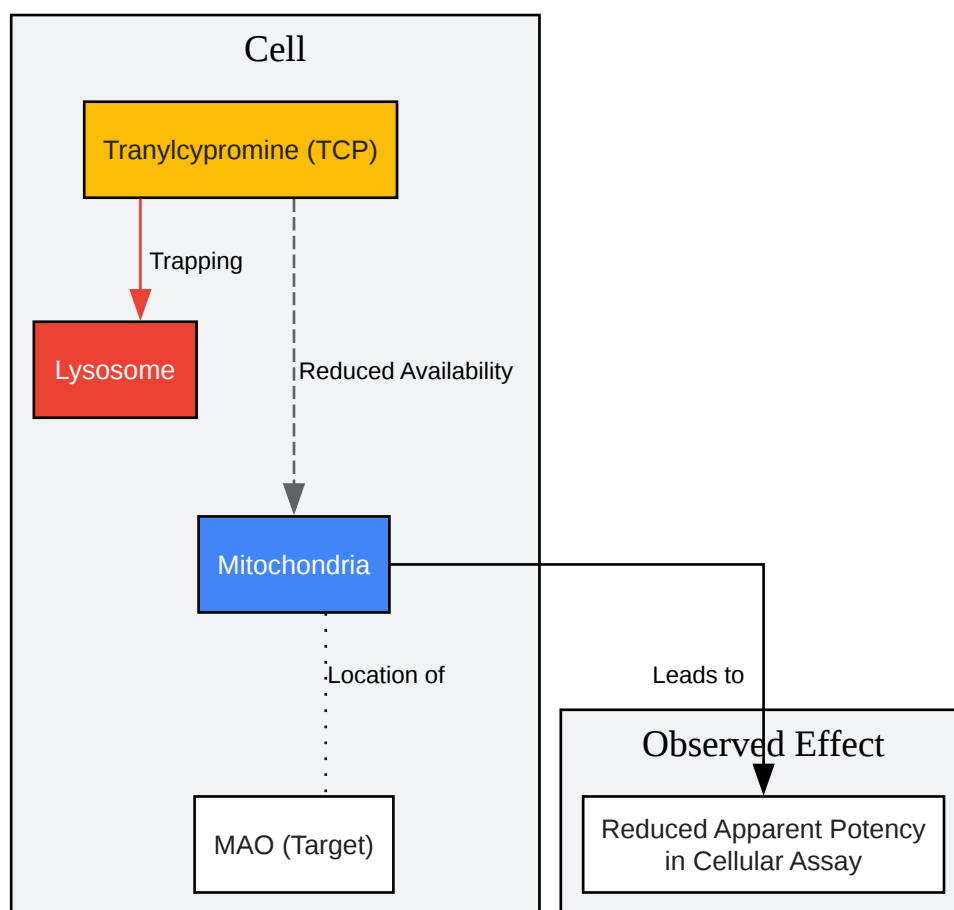 Cell
Tranylcypromine (TCP)
Trapping
Lysosome
Reduced Availability
Mitochondria
Location of
Leads to
MAO (Target)
Observed Effect
Reduced Apparent Potency
in Cellular Assay